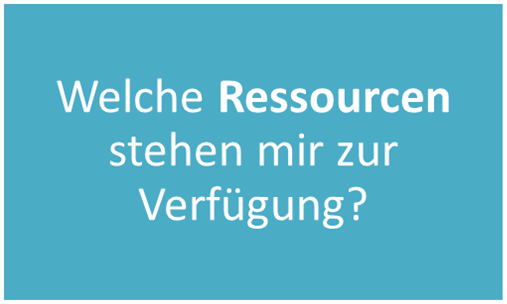 Welche Ressourcen
stehen mir zur
Verfügung?